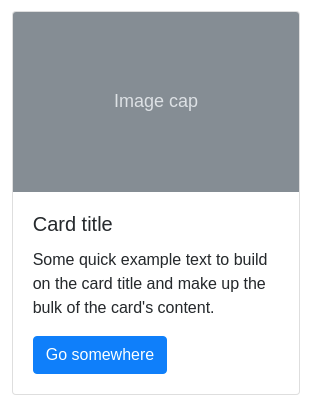 Image cap
Card title
Some quick example text to build
on the card title and make up the
bulk of the card's content.
Go somewhere